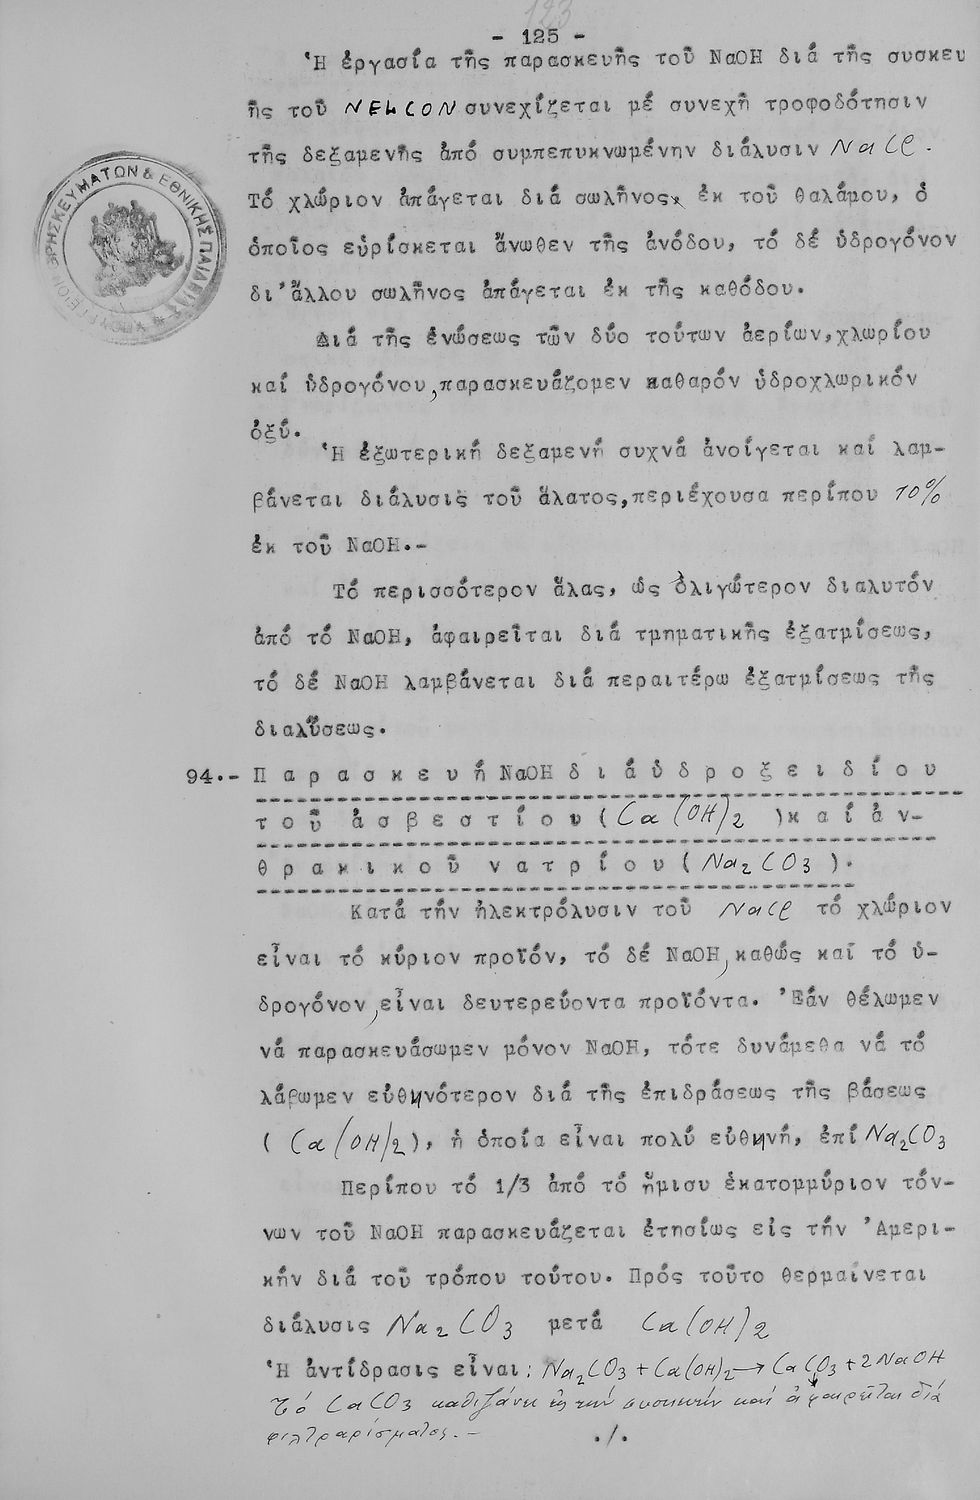 123
- 125 -
Ἡ ἐργασία τῆς παρασκευῆς τοῦ NaOH διά τῆς συσκευ
ῆς τοῦ NELCON συνεχίζεται μέ συνεχῆ τροφοδότησιν
τῆς δεξαμενῆς ἀπό συμπεπυκνωμένην διάλυσιν NaCl.
Τό χλώριον ἀπάγεται διά σωλῆνος, ἐκ τοῦ θαλάμου, ὁ
ὁποῖος εὑρίσκεται ἄνωθεν τῆς ἀνόδου, τό δέ ὑδρογόνον
δι'ἄλλου σωλῆνος ἀπάγεται ἐκ τῆς καθόδου.
Διά τῆς ἑνώσεως τῶν δύο τούτων ἀερίων,χλωρίου
καί ὑδρογόνου,παρασκευάζομεν καθαρόν ὑδροχλωρικόν
ὀξύ.
Ἡ ἐξωτερική δεξαμενή συχνά ἀνοίγεται καί λαμ-
βάνεται διάλυσις τοῦ ἅλατος,περιέχουσα περίπου 10%
ἐκ τοῦ NaOH.-
Τό περισσότερον ἅλας, ὡς ὀλιγώτερον διαλυτόν
ἀπό τό NaOH, ἀφαιρεῖται διά τμηματικῆς ἐξατμίσεως,
τό δέ NaOH λαμβάνεται διά περαιτέρω ἐξατμίσεως τῆς
διαλύσεως.
94.- Παρασκευή NaOH διά ὑδροξειδίου
τοῦ ἀσβεστίου (Ca(OH)2 ) καί ἀν-
θρακικοῦ νατρίου (Na2CO3 ).
Κατά τήν ἠλεκτρόλυσιν τοῦ NaCl τό χλώριον
εἶναι τό κύριον προϊόν, τό δέ NaOH,καθώς καί τό ὑ-
δρογόνον,εἶναι δευτερεύοντα προϊόντα. Ἐάν θέλωμεν
νά παρασκευάσωμεν μόνον NaOH, τότε δυνάμεθα νά τό
λάβωμεν εὐθηνότερον διά τῆς ἐπιδράσεως τῆς βάσεως
( Ca(OH)2), ἡ ὁποία εἶναι πολύ εὐθηνή, ἐπί Na2CO3
Περίπου τό 1/3 ἀπό τό ἥμισυ ἑκατομμύριον τόν-
νων τοῦ NaOH παρασκευάζεται ἐτησίως εἰς τήν Ἀμερι-
κήν διά τοῦ τρόπου τούτου. Πρός τοῦτο θερμαίνεται
διάλυσις Na2CO3 μετά Ca(OH)2
Ἡ ἀντίδρασις εἶναι: Na2CO3 + Ca(OH)2 → CaCO3 + 2NaOH
Τό CaCO3 καθιζάνει εἰς τήν συσκευήν καί ἀφαιρεῖται διά
φιλτραρίσματος.-
./.
ΥΠΟΥΡΓΕΙΟΝ ΘΡΗΣΚΕΥΜΑΤΩΝ & ΕΘΝΙΚΗΣ ΠΑΙΔΕΙΑΣ